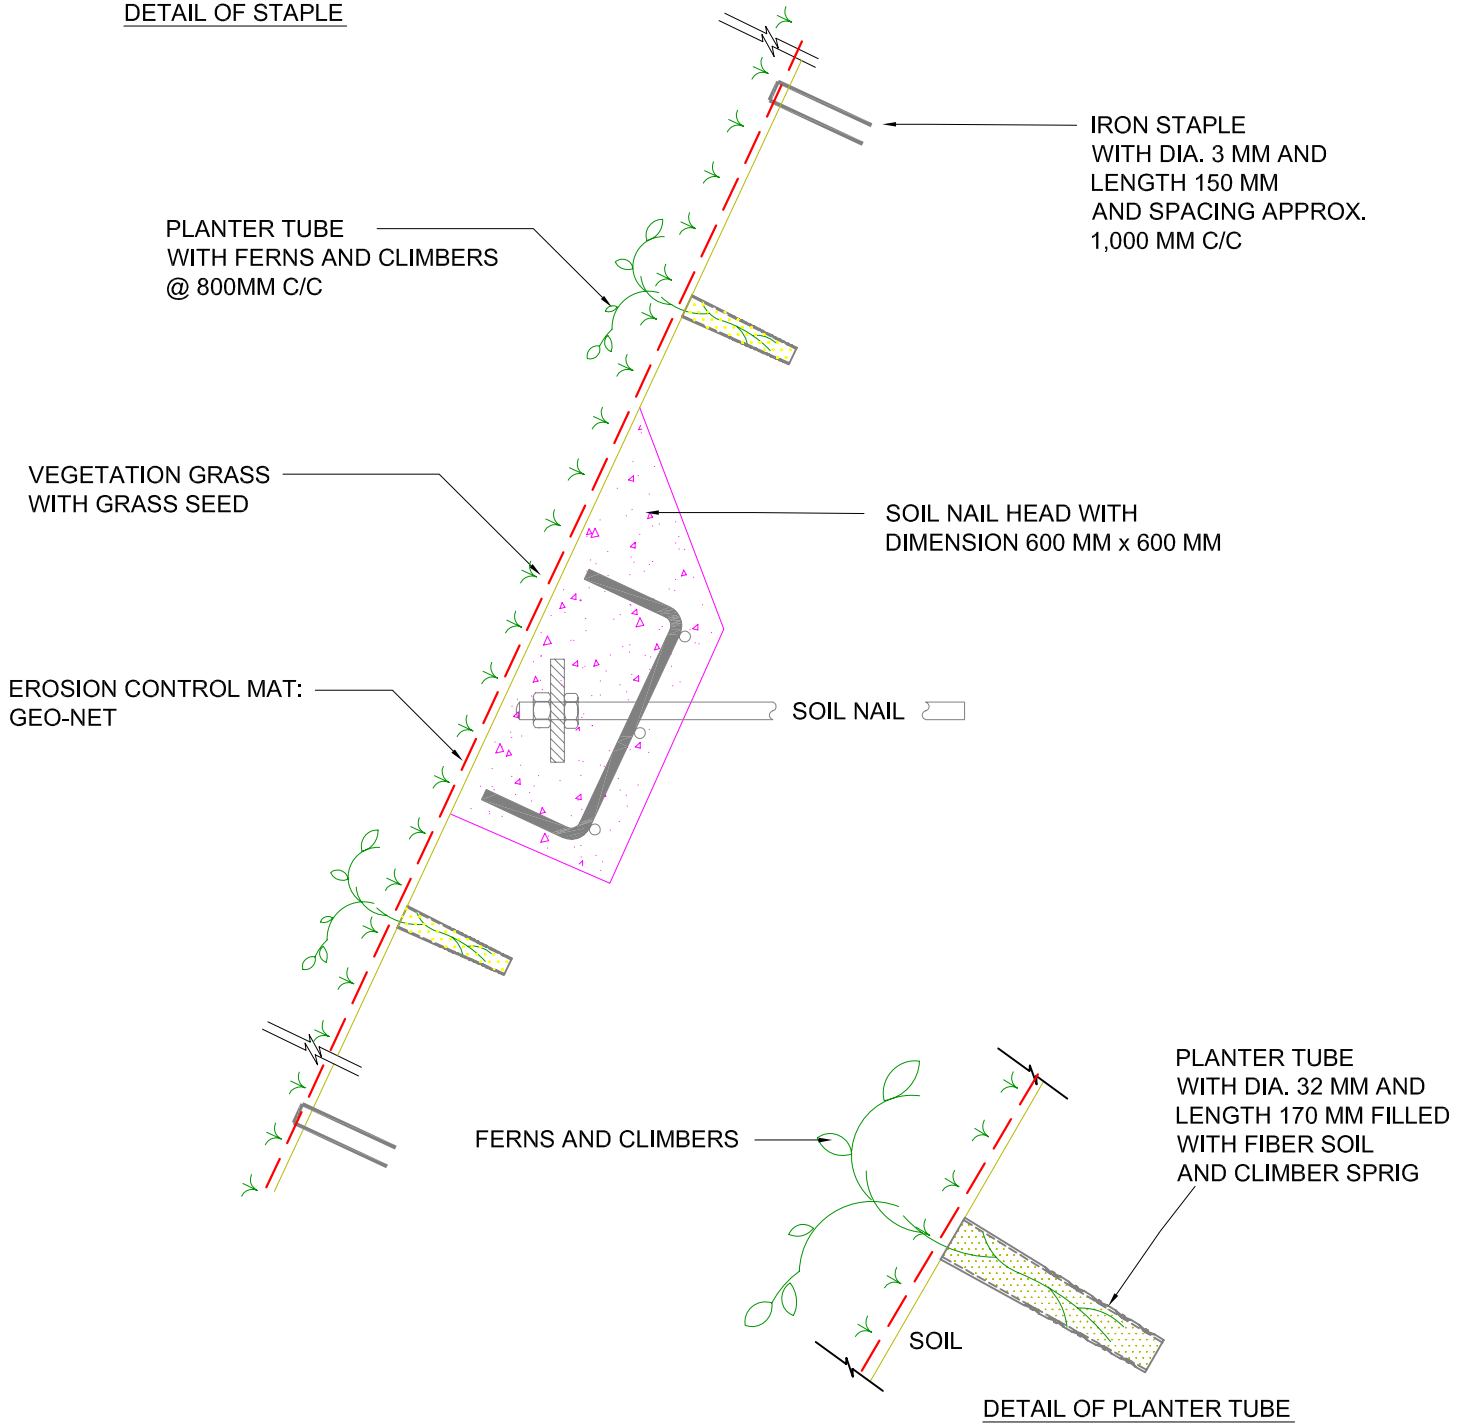 DETAIL OF STAPLE
IRON STAPLE
WITH DIA. 3 MM AND
LENGTH 150 MM
AND SPACING APPROX.
1,000 MM C/C
PLANTER TUBE
WITH FERNS AND CLIMBERS
@ 800MM C/C
VEGETATION GRASS
WITH GRASS SEED
SOIL NAIL HEAD WITH
DIMENSION 600 MM x 600 MM
EROSION CONTROL MAT:
GEO-NET
SOIL NAIL
PLANTER TUBE
WITH DIA. 32 MM AND
LENGTH 170 MM FILLED
WITH FIBER SOIL
AND CLIMBER SPRIG
FERNS AND CLIMBERS
SOIL
DETAIL OF PLANTER TUBE